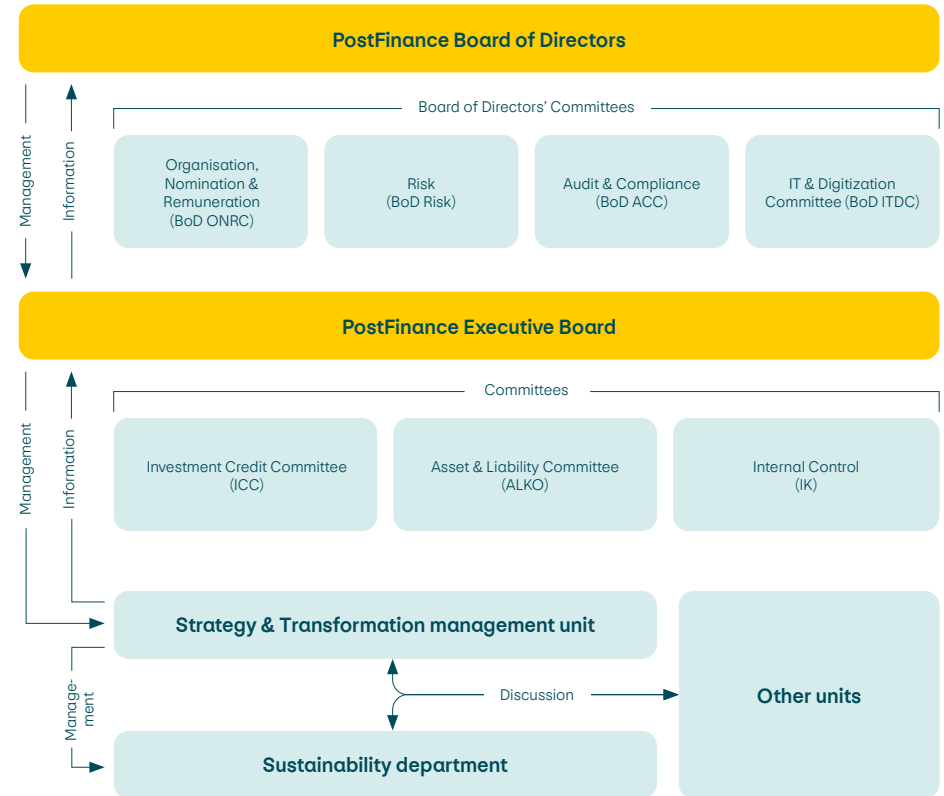 PostFinance Board of Directors
Management
Information
Board of Directors’ Committees
Organisation,
Nomination &
Remuneration
(BoD ONRC)
Risk
(BoD Risk)
Audit & Compliance
(BoD ACC)
IT & Digitization
Committee (BoD ITDC)
PostFinance Executive Board
Management
Information
Committees
Investment Credit Committee
(ICC)
Asset & Liability Committee
(ALKO)
Internal Control
(IK)
Strategy & Transformation management unit
Manage-
ment
Discussion
Other units
Sustainability department